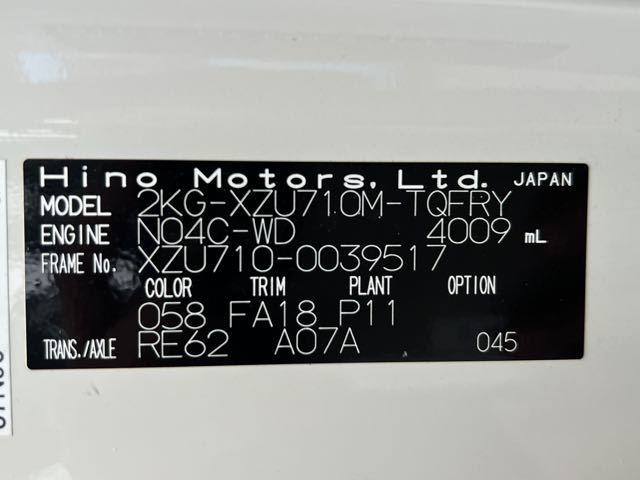 Hino Motors, Ltd. JAPAN
MODEL 2KG-XZU710M-TQFRY
ENGINE N04C-WD 4009 mL
FRAME No. XZU710-0039517
COLOR TRIM PLANT OPTION
058 FA18 P11
TRANS./AXLE RE62 A07A 045